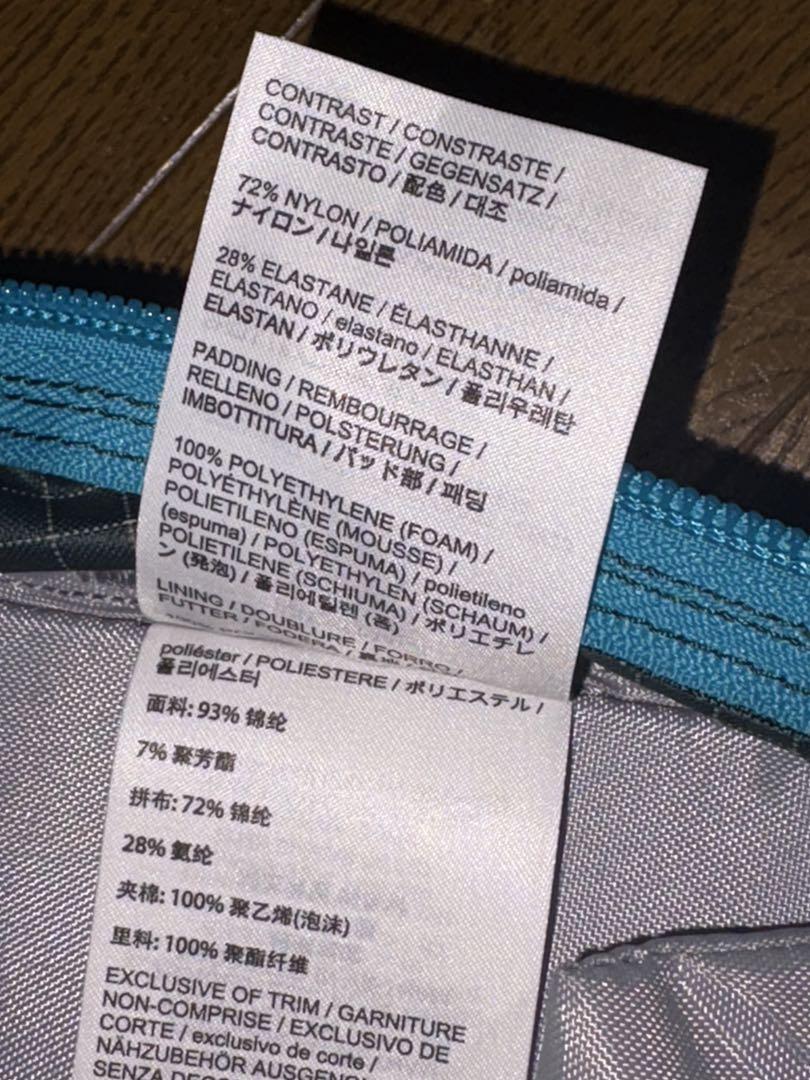 CONTRAST / CONSTRASTE /
CONTRASTE / GEGENSATZ /
CONTRASTO / 配色 / 대조
72% NYLON / POLIAMIDA / poliamida /
ナイロン / 나일론
28% ELASTANE / ÉLASTHANNE /
ELASTANO / elastano / ELASTHAN /
ELASTAN / ポリウレタン / 폴리우레탄
PADDING / REMBOURRAGE /
RELLENO / POLSTERUNG /
IMBOTTITURA / パッド部 / 패딩
100% POLYETHYLENE (FOAM) /
POLYÉTHYLÈNE (MOUSSE) /
POLIETILENO (ESPUMA) / polietileno
(espuma) / POLYETHYLEN (SCHAUM) /
POLIETILENE (SCHIUMA) / ポリエチレ
ン (発泡) / 폴리에틸렌 (폼)
LINING / DOUBLURE / FORRO /
FUTTER / FODERA /
poliéster / POLIESTERE / ポリエステル /
폴리에스터
面料: 93% 锦纶
7% 聚芳酯
拼布: 72% 锦纶
28% 氨纶
夹棉: 100% 聚乙烯(泡沫)
里料: 100% 聚酯纤维
EXCLUSIVE OF TRIM / GARNITURE
NON-COMPRISE / EXCLUSIVO DE
CORTE / exclusivo de corte /
NÄHZUBEHÖR
SENZA